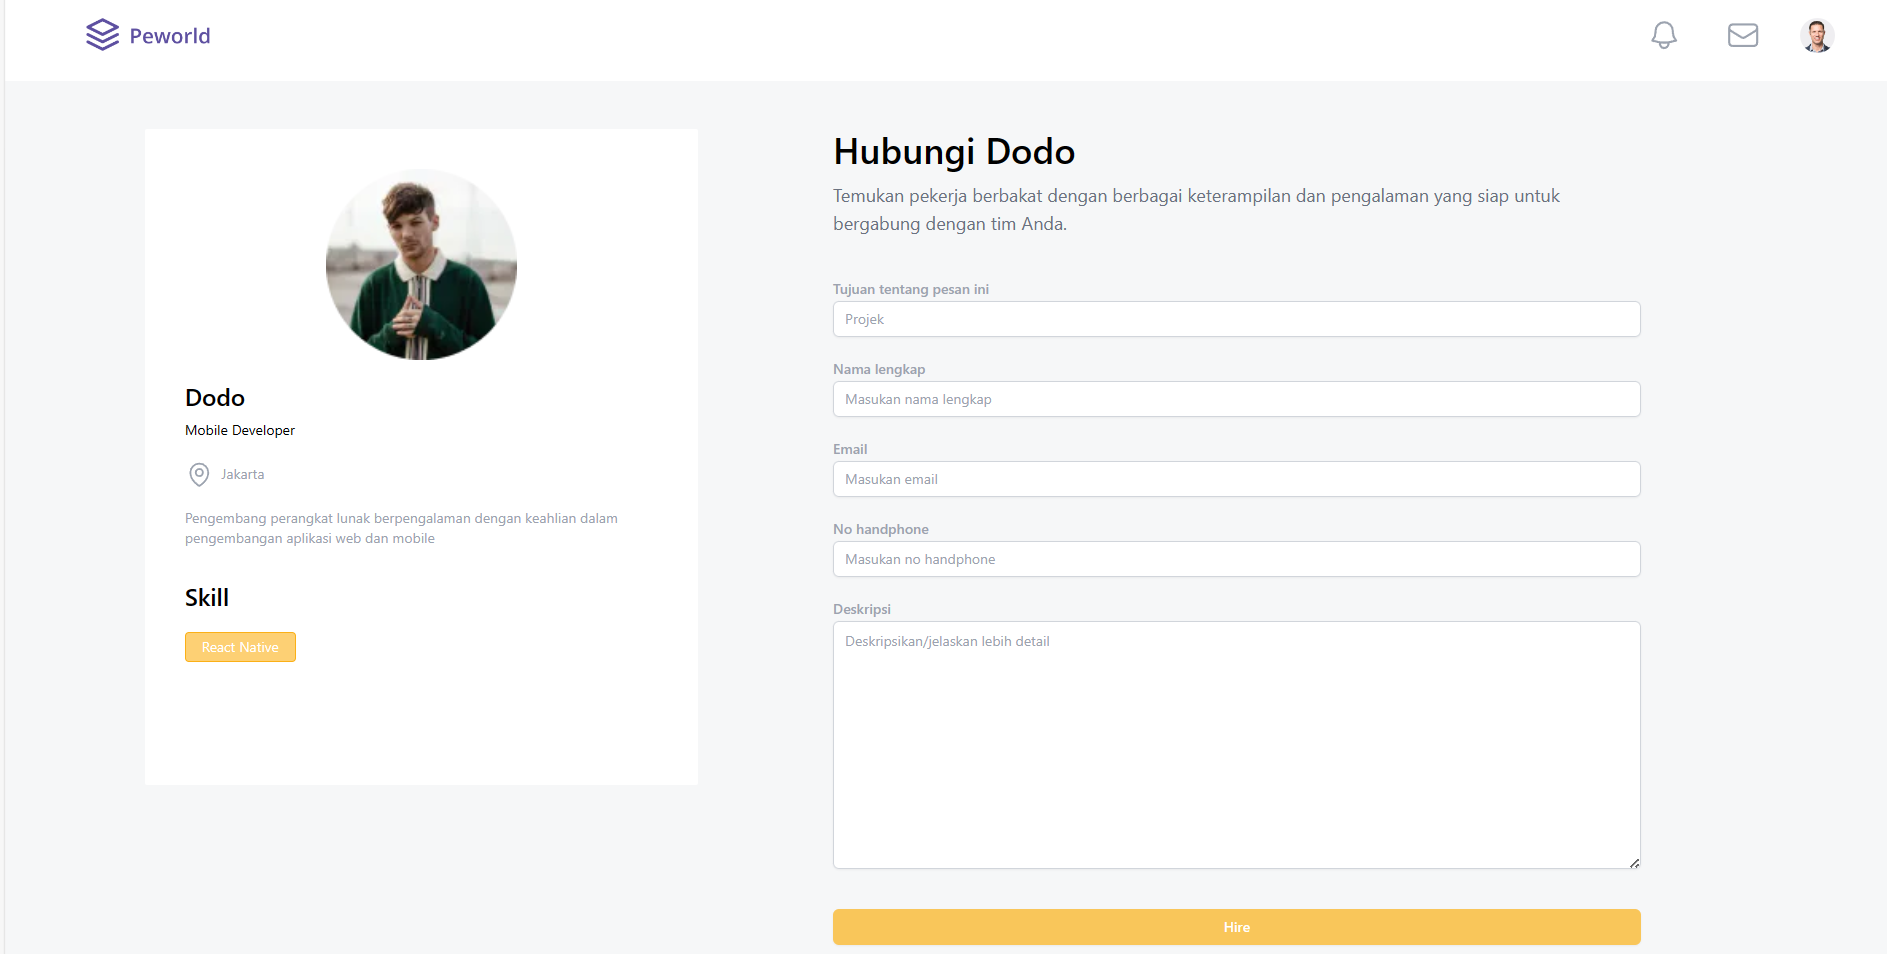 Peworld
Dodo
Mobile Developer
Jakarta
Pengembang perangkat lunak berpengalaman dengan keahlian dalam
pengembangan aplikasi web dan mobile
Skill
React Native
Hubungi Dodo
Temukan pekerja berbakat dengan berbagai keterampilan dan pengalaman yang siap untuk
bergabung dengan tim Anda.
Tujuan tentang pesan ini
Projek
Nama lengkap
Masukan nama lengkap
Email
Masukan email
No handphone
Masukan no handphone
Deskripsi
Deskripsikan/jelaskan lebih detail
Hire